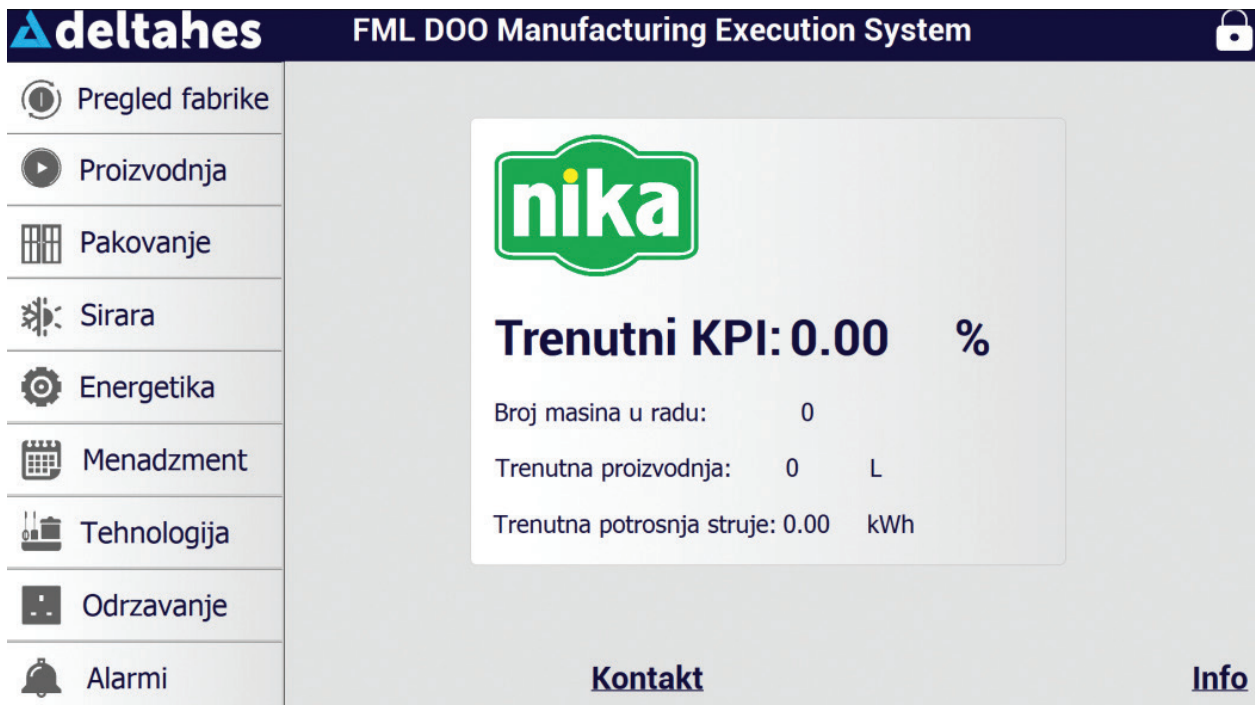 deltahes
FML DOO Manufacturing Execution System
Pregled fabrike
Proizvodnja
Pakovanje
Sirara
Energetika
Menadzment
Tehnologija
Odrzavanje
Alarmi
nika
Trenutni KPI: 0.00 %
Broj masina u radu: 0
Trenutna proizvodnja: 0 L
Trenutna potrosnja struje: 0.00 kWh
Kontakt
Info